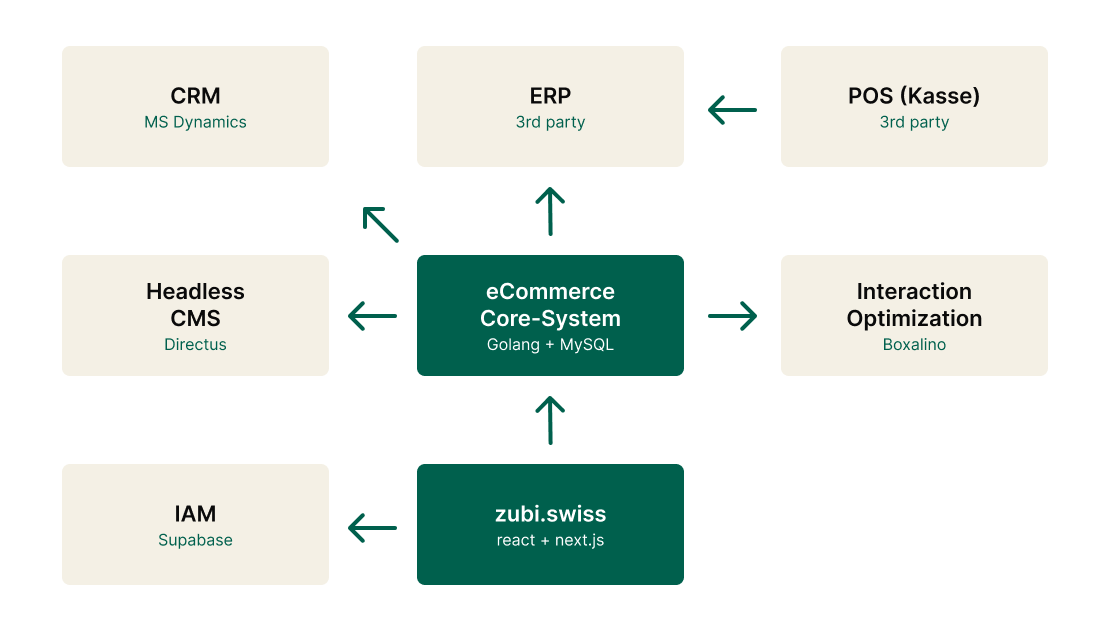 CRM
MS Dynamics
ERP
3rd party
POS (Kasse)
3rd party
Headless
CMS
Directus
eCommerce
Core-System
Golang + MySQL
Interaction
Optimization
Boxalino
IAM
Supabase
zubi.swiss
react + next.js